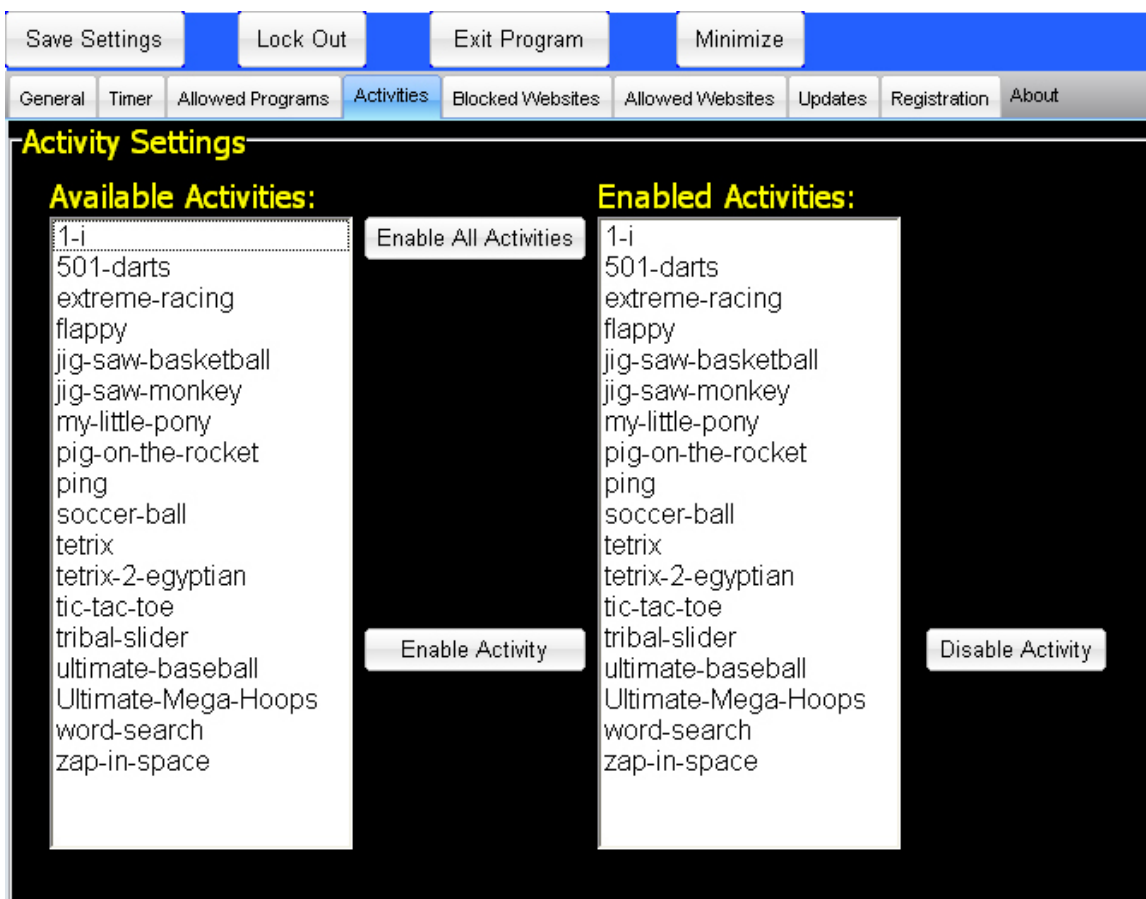 Save Settings Lock Out Exit Program Minimize
General Timer Allowed Programs Activities Blocked Websites Allowed Websites Updates Registration About
Activity Settings
Available Activities:
1-i
501-darts
extreme-racing
flappy
jig-saw-basketball
jig-saw-monkey
my-little-pony
pig-on-the-rocket
ping
soccer-ball
tetrix
tetrix-2-egyptian
tic-tac-toe
tribal-slider
ultimate-baseball
Ultimate-Mega-Hoops
word-search
zap-in-space
Enable All Activities
Enable Activity
Enabled Activities:
1-i
501-darts
extreme-racing
flappy
jig-saw-basketball
jig-saw-monkey
my-little-pony
pig-on-the-rocket
ping
soccer-ball
tetrix
tetrix-2-egyptian
tic-tac-toe
tribal-slider
ultimate-baseball
Ultimate-Mega-Hoops
word-search
zap-in-space
Disable Activity